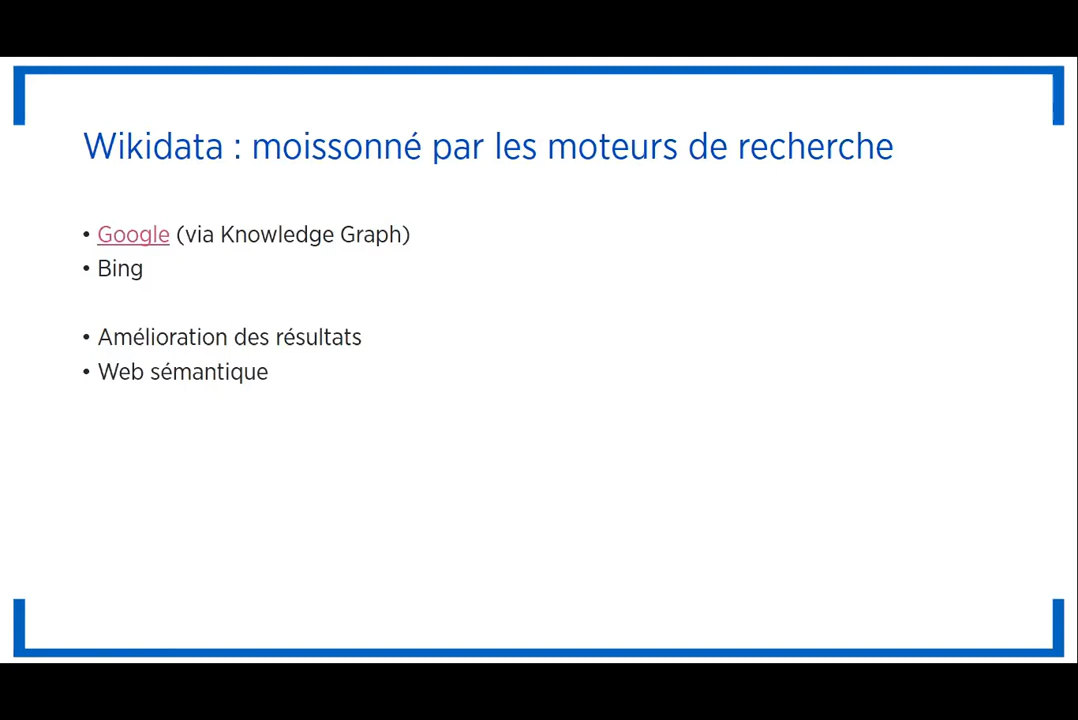 Wikidata : moissonné par les moteurs de recherche
• Google (via Knowledge Graph)
• Bing
• Amélioration des résultats
• Web sémantique